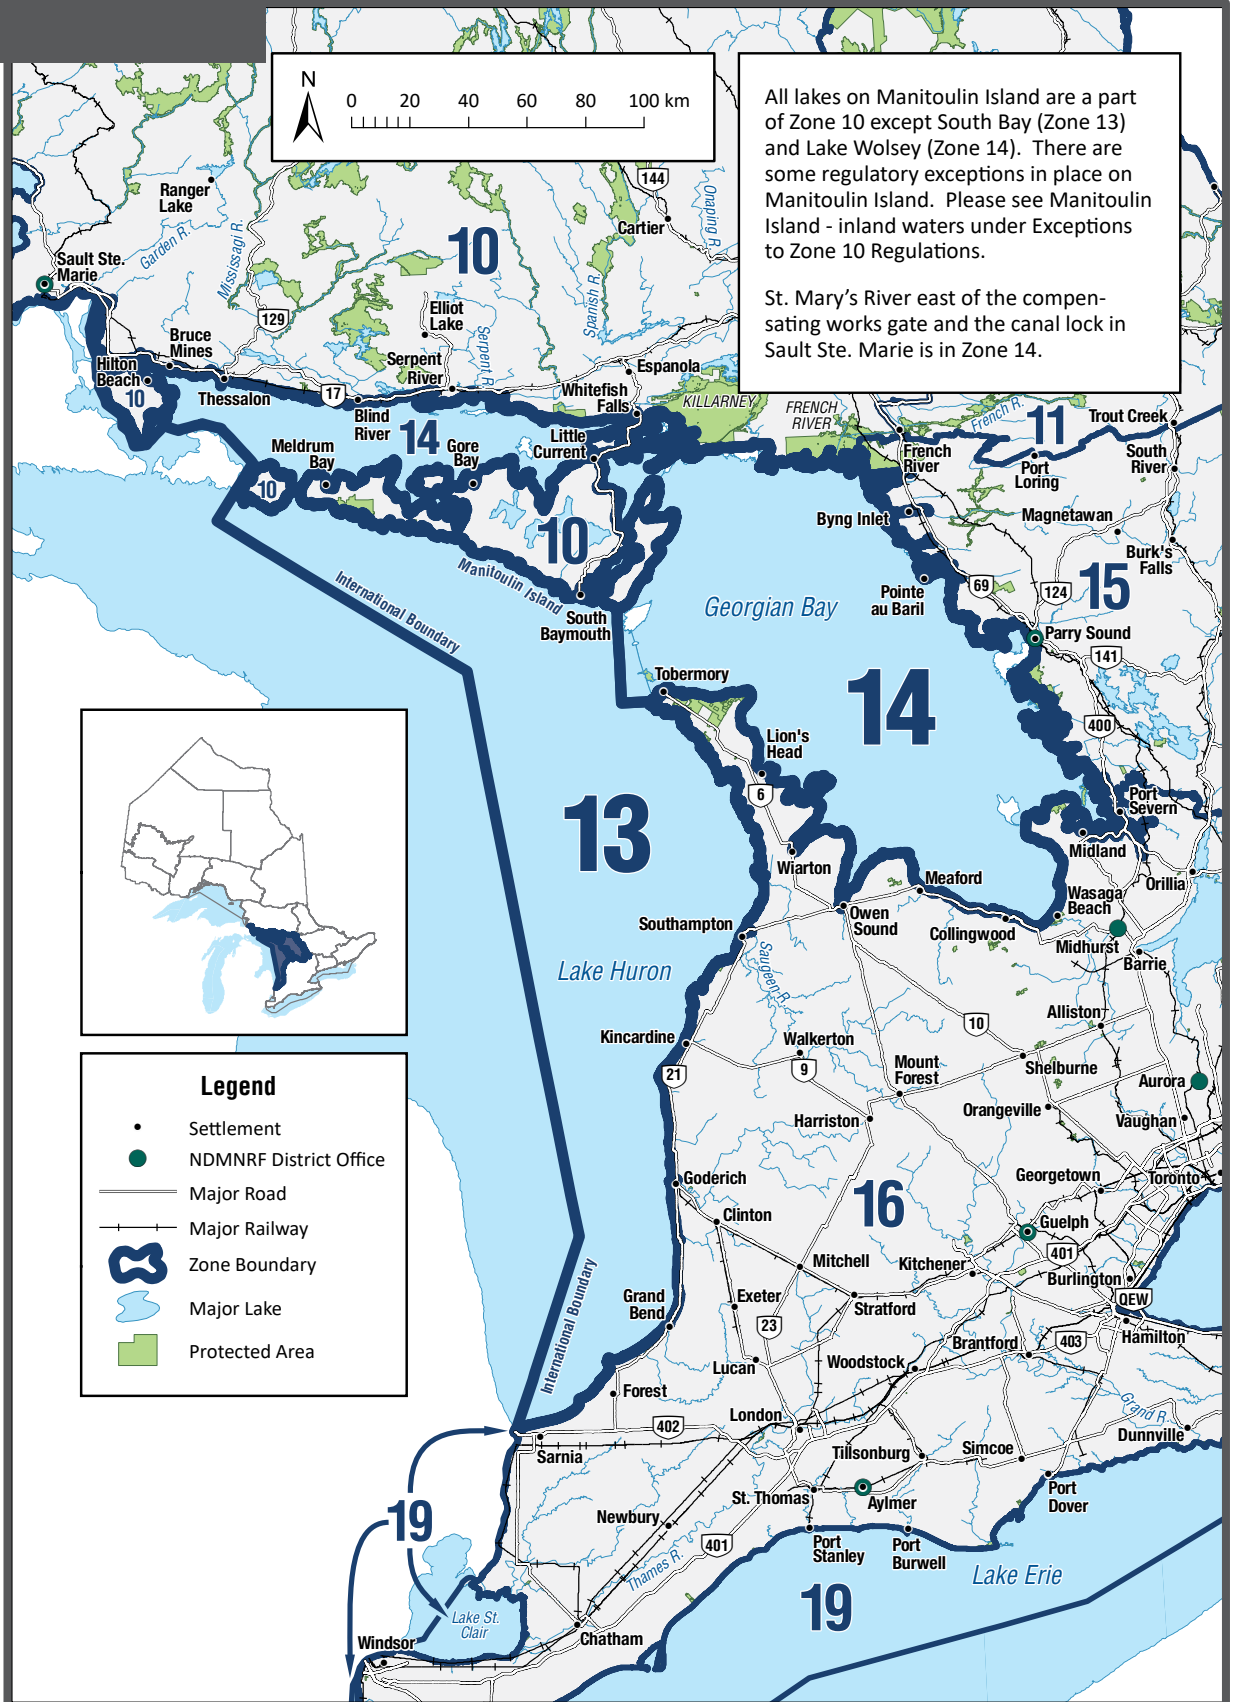 N
0 20 40 60 80 100 km
All lakes on Manitoulin Island are a part
of Zone 10 except South Bay (Zone 13)
and Lake Wolsey (Zone 14). There are
some regulatory exceptions in place on
Manitoulin Island. Please see Manitoulin
Island - inland waters under Exceptions
to Zone 10 Regulations.
St. Mary's River east of the compen-
sating works gate and the canal lock in
Sault Ste. Marie is in Zone 14.
144
Ranger
Lake
Onaping R.
Cartier
Garden R.
Mississagi R.
10
Spanish R.
Sault Ste.
Marie
Elliot
Lake
129
Serpent R.
Bruce
Mines
Serpent
River
Espanola
Hilton
Beach
10
Thessalon
17
Blind
River
Whitefish
Falls
KILLARNEY
FRENCH
RIVER
French R.
11
Trout Creek
14
Little
Current
Meldrum
Bay
Gore
Bay
French
River
Port
Loring
South
River
10
10
Byng Inlet
Magnetawan
Burk's
Falls
Manitoulin Island
International Boundary
South
Baymouth
Georgian Bay
Pointe
au Baril
69
124
15
Parry Sound
141
Tobermory
14
400
Lion's
Head
6
13
Port
Severn
Midland
Wiarton
Meaford
Orillia
Wasaga
Beach
Southampton
Owen
Sound
Collingwood
Midhurst
Barrie
Lake Huron
Saugeen R.
Alliston
10
Kincardine
Walkerton
9
21
Mount
Forest
Shelburne
Aurora
Harriston
Orangeville
Vaughan
Legend
Settlement
NDMNRF District Office
Major Road
Major Railway
Zone Boundary
Major Lake
Protected Area
Goderich
Georgetown
Toronto
16
Clinton
Guelph
401
Mitchell
Kitchener
Burlington
International Boundary
Grand
Bend
Exeter
Stratford
QEW
23
Brantford
403
Hamilton
Lucan
Woodstock
Forest
London
Grand R.
402
Dunnville
Sarnia
Tillsonburg
Simcoe
St. Thomas
Aylmer
Port
Dover
19
Newbury
401
Port
Stanley
Port
Burwell
Thames R.
Lake Erie
19
Lake St.
Clair
Windsor
Chatham